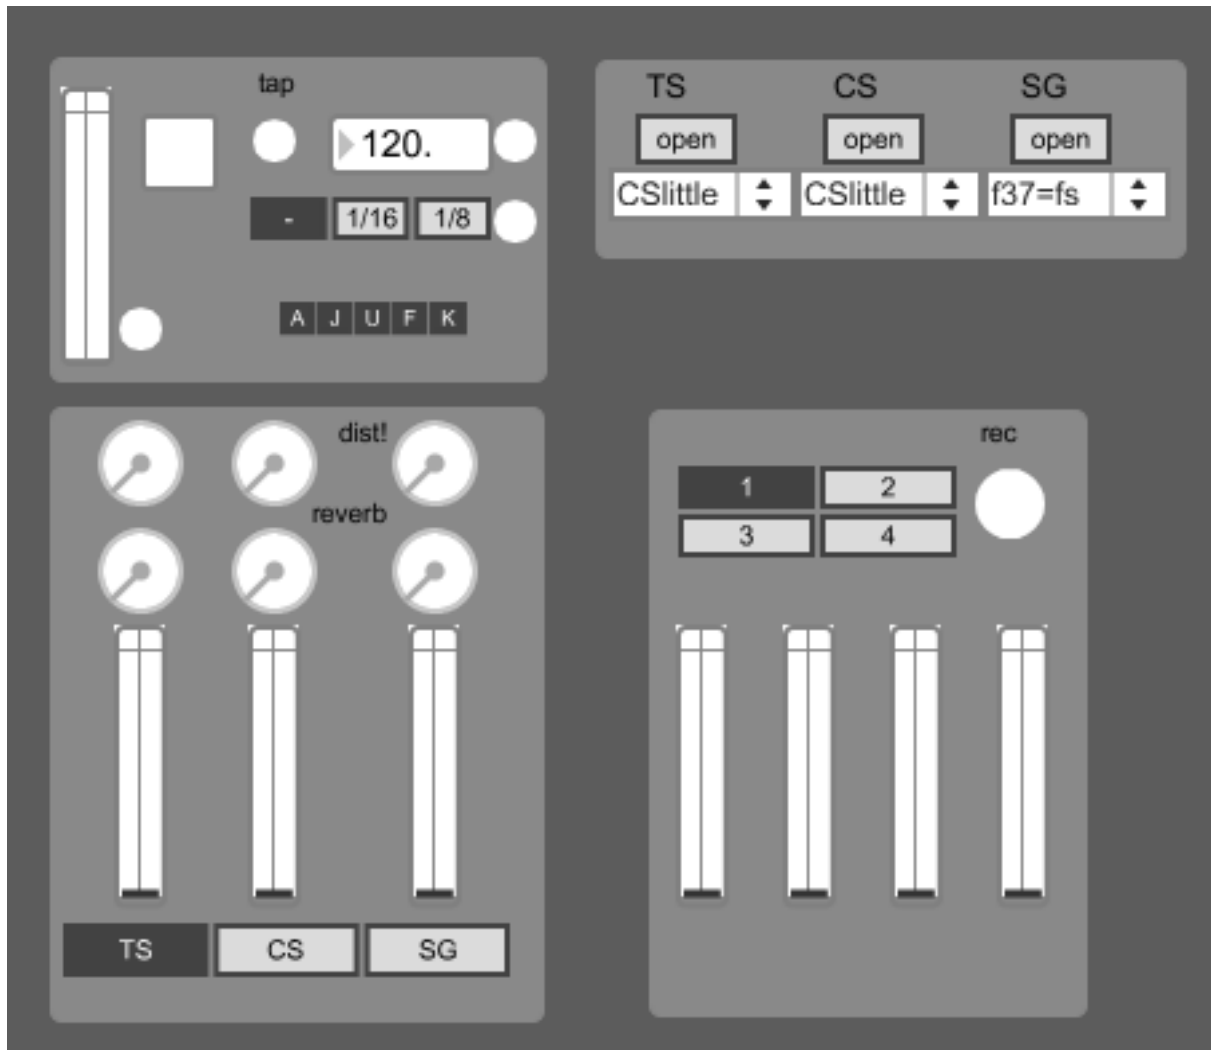 tap
120.
- 1/16 1/8
A J U F K
TS CS SG
open open open
CSlittle CSlittle f37=fs
dist!
reverb
TS CS SG
rec
1 2
3 4